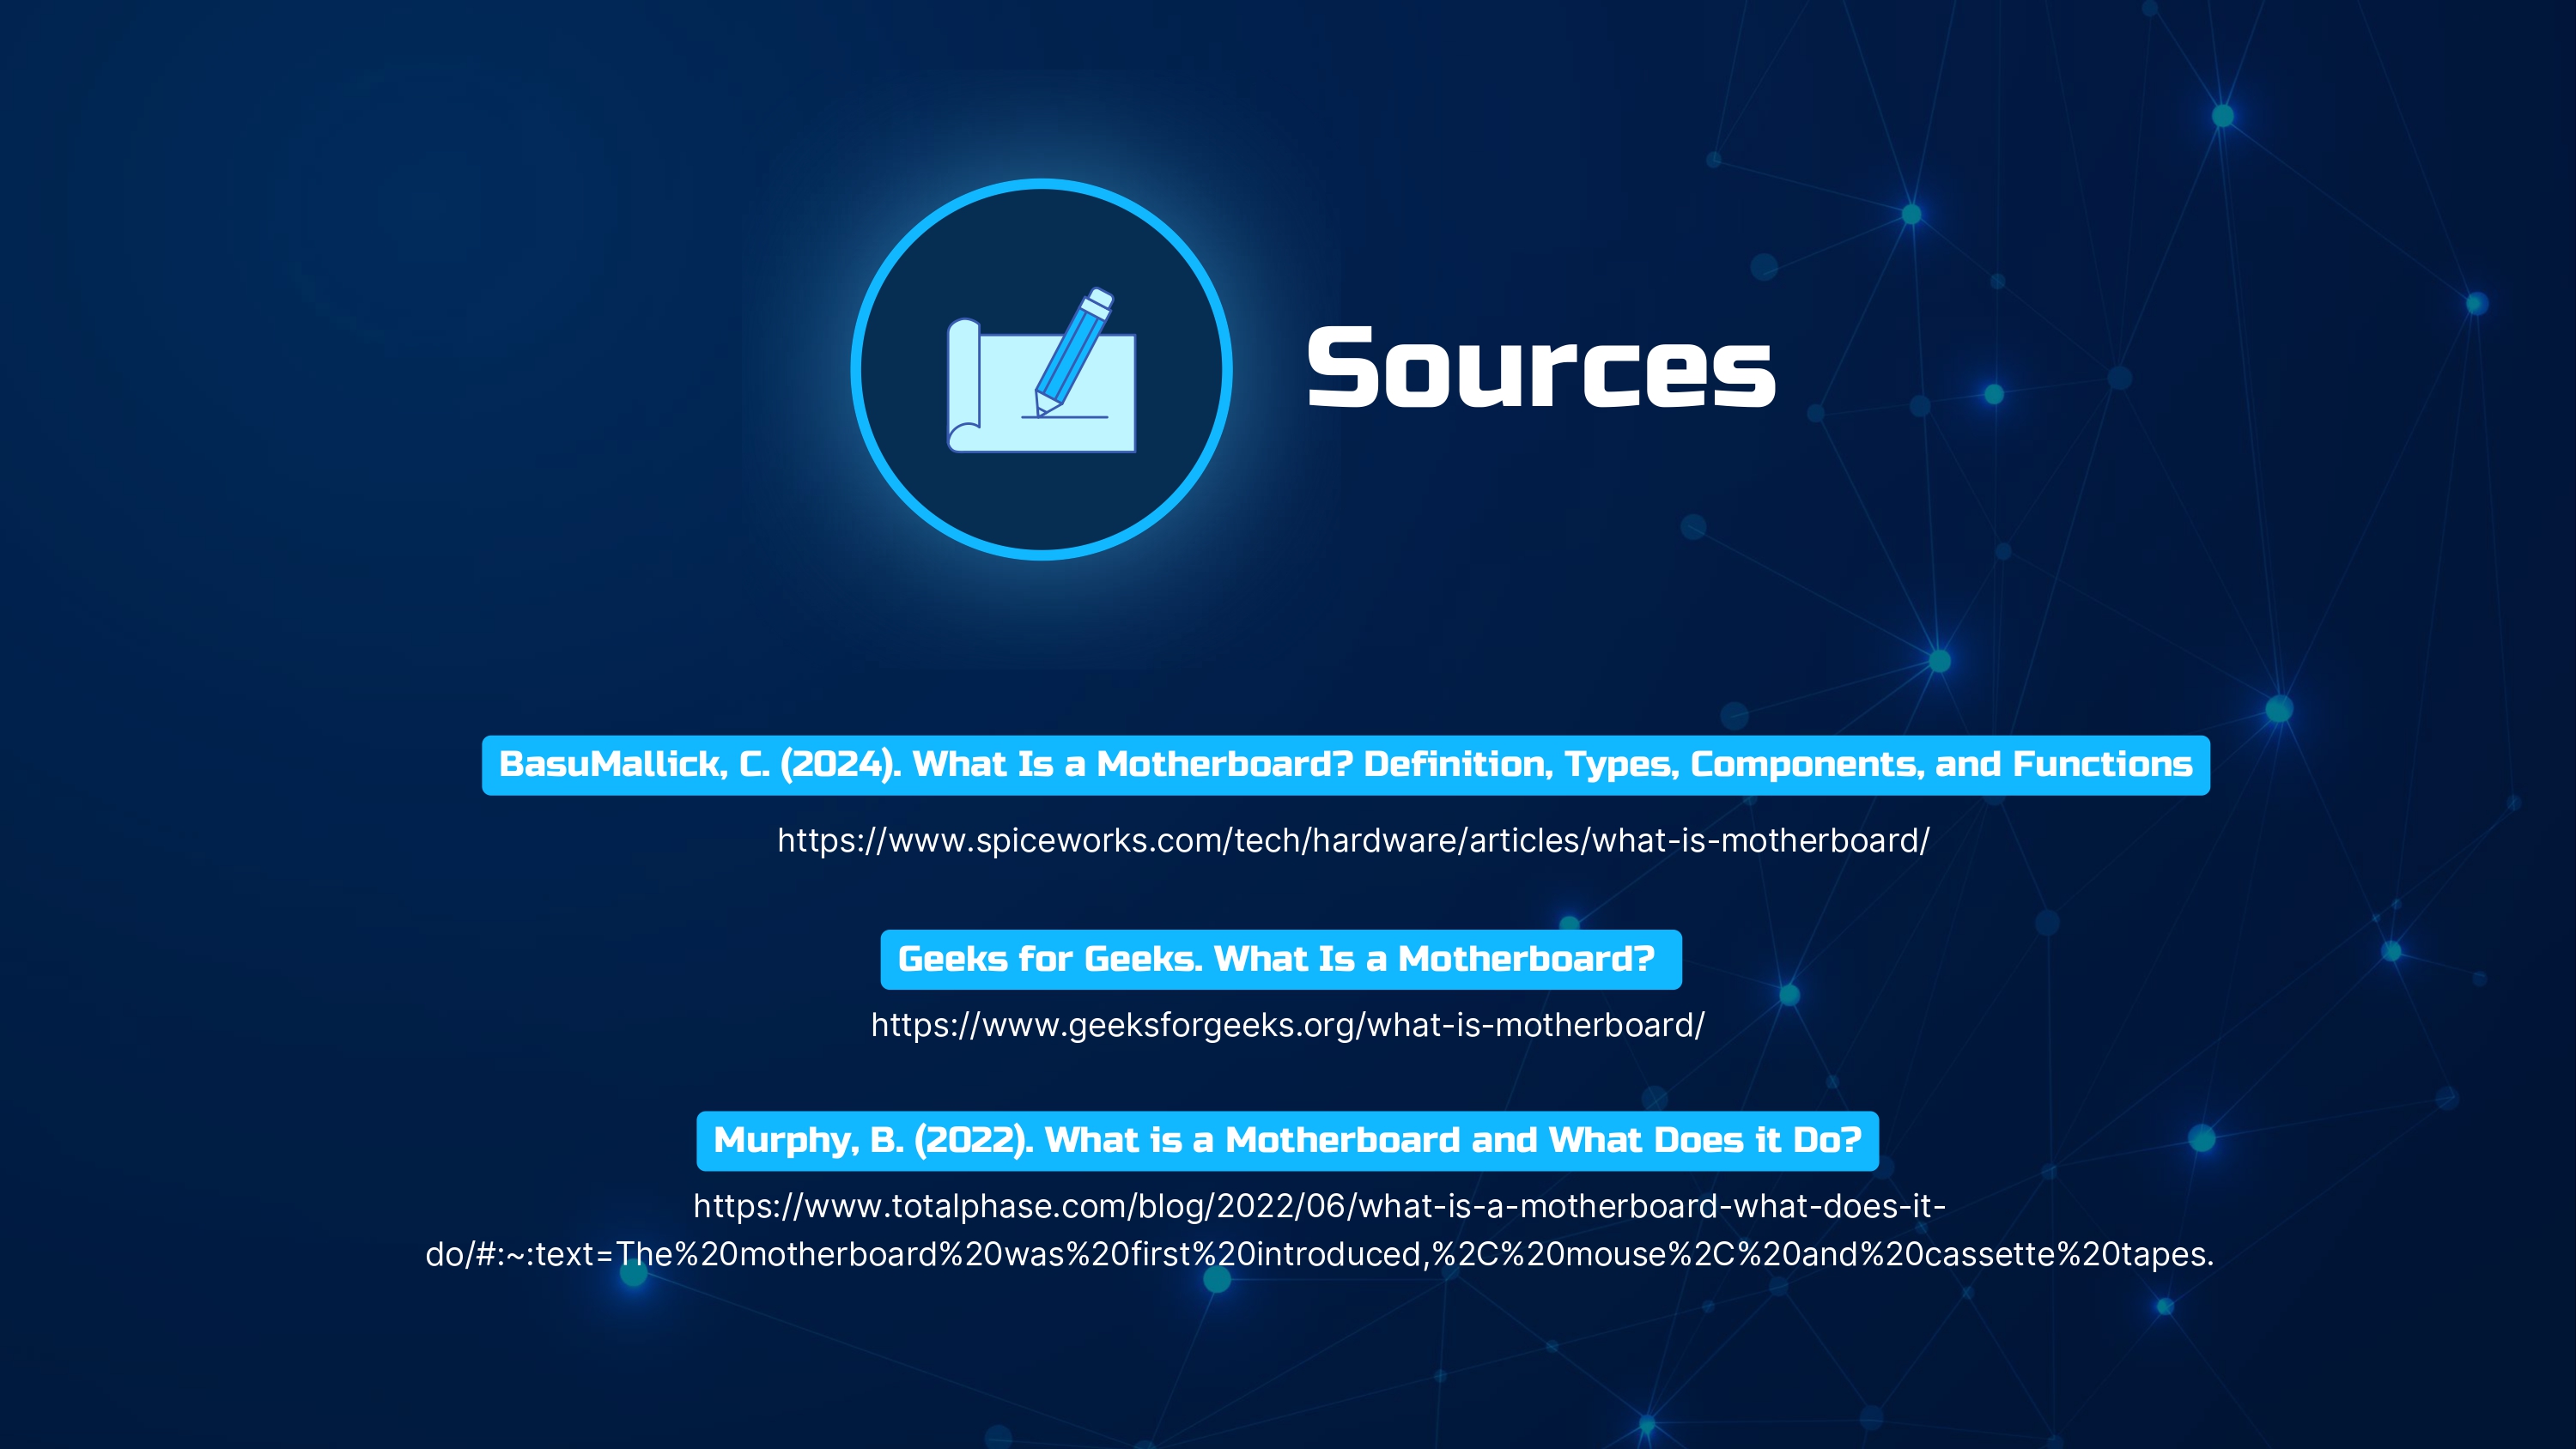 Sources
BasuMallick, C. (2024). What Is a Motherboard? Definition, Types, Components, and Functions
https://www.spiceworks.com/tech/hardware/articles/what-is-motherboard/
Geeks for Geeks. What Is a Motherboard?
https://www.geeksforgeeks.org/what-is-motherboard/
Murphy, B. (2022). What is a Motherboard and What Does it Do?
https://www.totalphase.com/blog/2022/06/what-is-a-motherboard-what-does-it-
do/#:~:text=The%20motherboard%20was%20first%20introduced,%2C%20mouse%2C%20and%20cassette%20tapes.